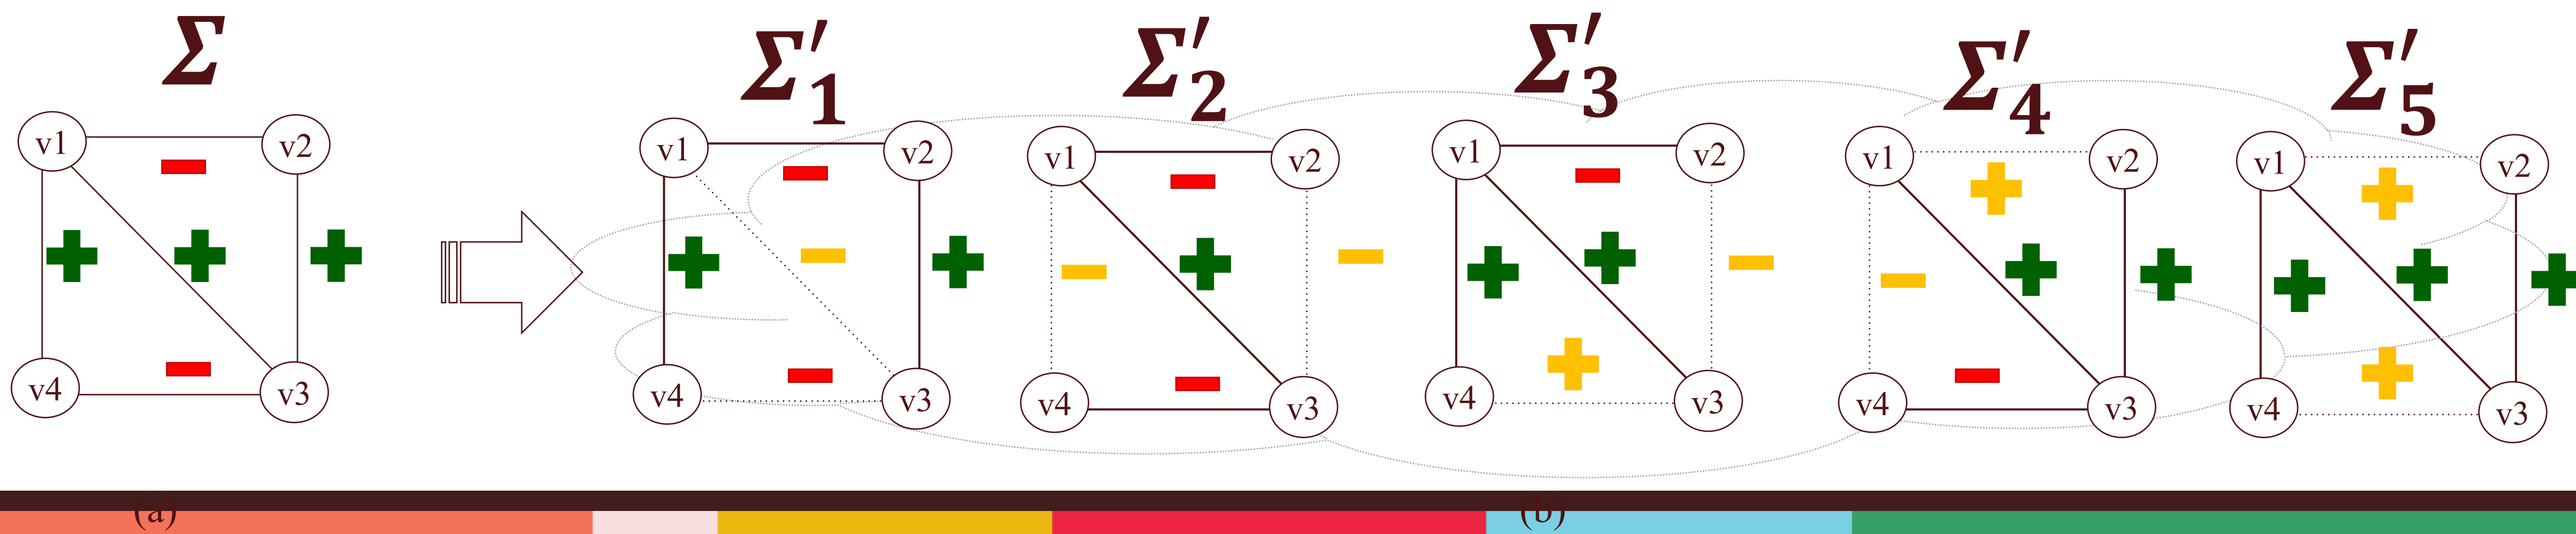 Σ Σ′1 Σ′2 Σ′3 Σ′4 Σ′5
v1 v2 v1 v2 v1 v2 v1 v2 v1 v2 v1 v2
v4 v3 v4 v3 v4 v3 v4 v3 v4 v3 v4 v3
(a) (b)